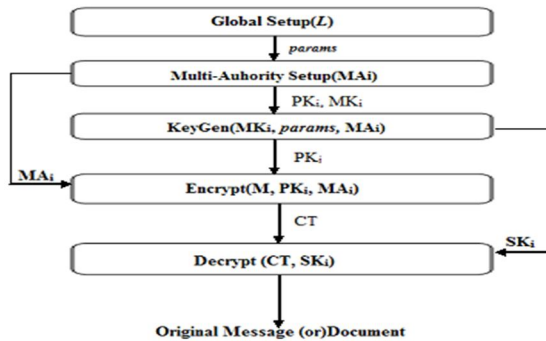 Global Setup(L)
params
Multi-Auhority Setup(MAi)
PKi, MKi
KeyGen(MKi, params, MAi)
PKi
MAi
Encrypt(M, PKi, MAi)
CT
SKi
Decrypt (CT, SKi)
Original Message (or)Document